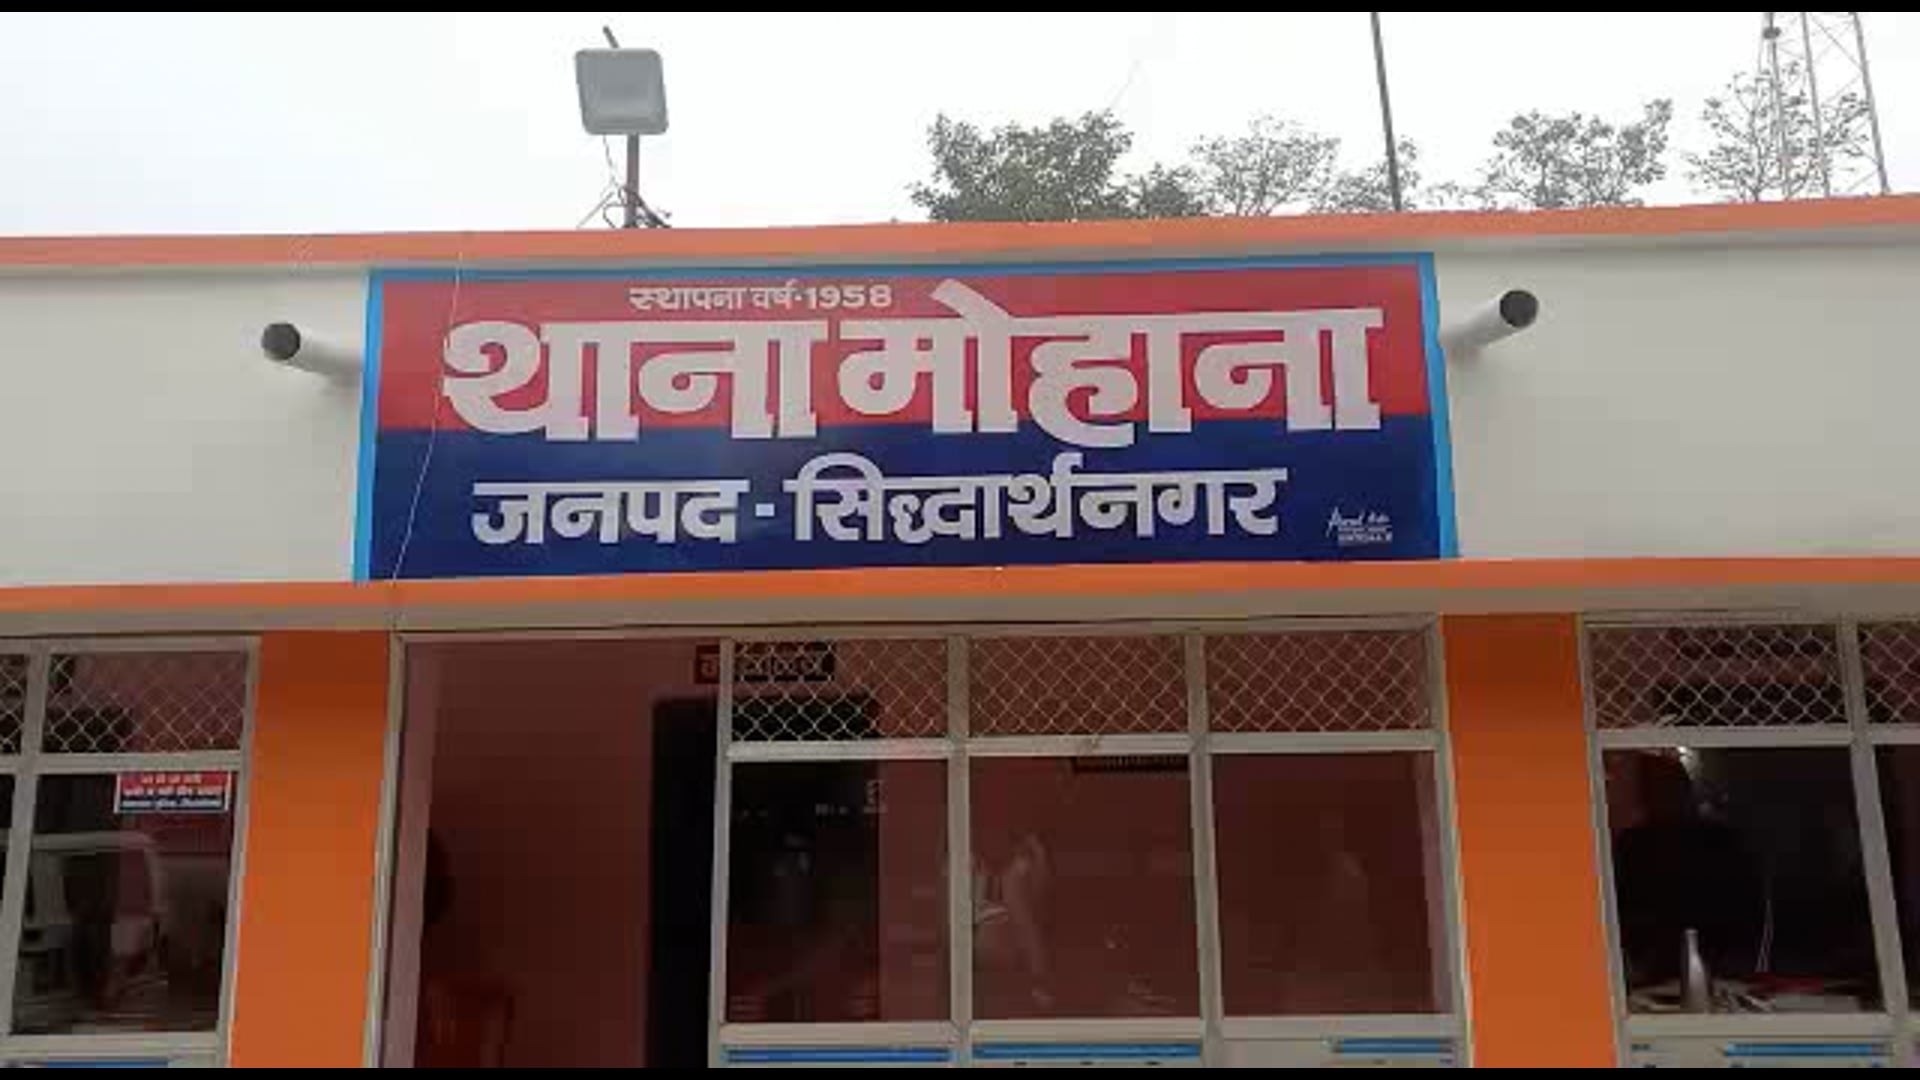 स्थापना वर्ष-1958
थाना मोहाना
जनपद - सिद्धार्थनगर